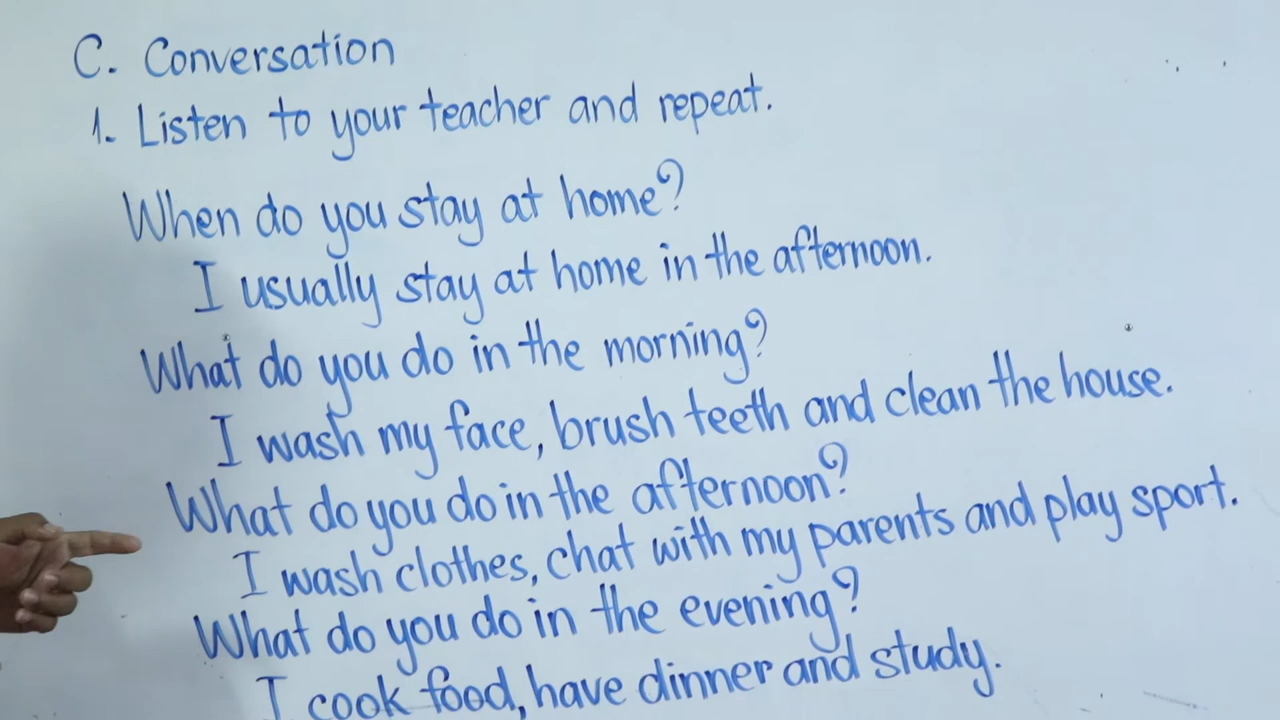 C. Conversation
1. Listen to your teacher and repeat.
When do you stay at home?
I usually stay at home in the afternoon.
What do you do in the morning?
I wash my face, brush teeth and clean the house.
What do you do in the afternoon?
I wash clothes, chat with my parents and play sport.
What do you do in the evening?
I cook food, have dinner and study.